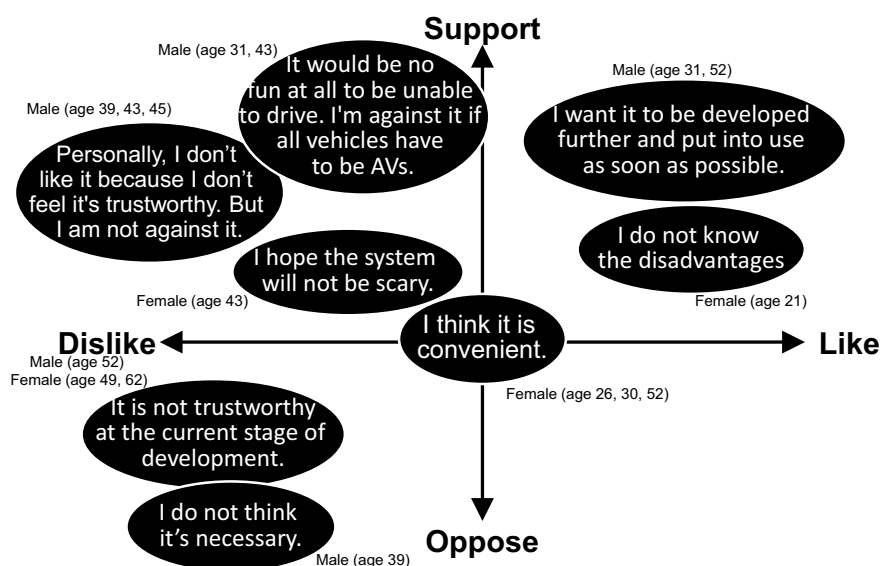 Support
Male (age 31, 43)
It would be no
fun at all to be unable
to drive. I'm against it if
all vehicles have
to be AVs.
Male (age 31, 52)
I want it to be developed
further and put into use
as soon as possible.
Male (age 39, 43, 45)
Personally, I don’t
like it because I don’t
feel it's trustworthy. But
I am not against it.
I do not know
the disadvantages
Female (age 21)
I hope the system
will not be scary.
Female (age 43)
I think it is
convenient.
Female (age 26, 30, 52)
Dislike
Like
Male (age 52)
Female (age 49, 62)
It is not trustworthy
at the current stage of
development.
I do not think
it’s necessary.
Male (age 39)
Oppose